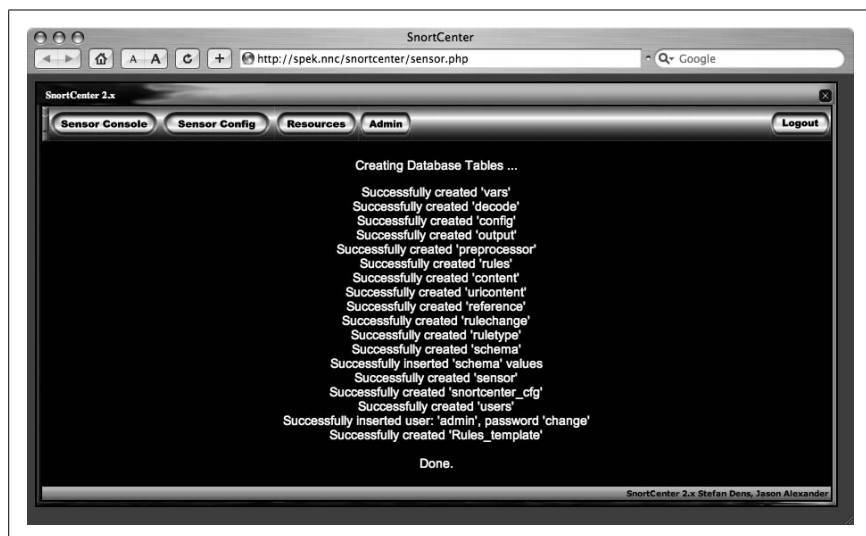 SnortCenter
A A
http://spek.nnc/snortcenter/sensor.php
Google
SnortCenter 2.x
Sensor Console
Sensor Config
Resources
Admin
Logout
Creating Database Tables ...
Successfully created 'vars'
Successfully created 'decode'
Successfully created 'config'
Successfully created 'output'
Successfully created 'preprocessor'
Successfully created 'rules'
Successfully created 'content'
Successfully created 'uricontent'
Successfully created 'reference'
Successfully created 'rulechange'
Successfully created 'ruletype'
Successfully created 'schema'
Successfully inserted 'schema' values
Successfully created 'sensor'
Successfully created 'snortcenter_cfg'
Successfully created 'users'
Successfully inserted user: 'admin', password 'change'
Successfully created 'Rules_template'
Done.
SnortCenter 2.x Stefan Dens, Jason Alexander